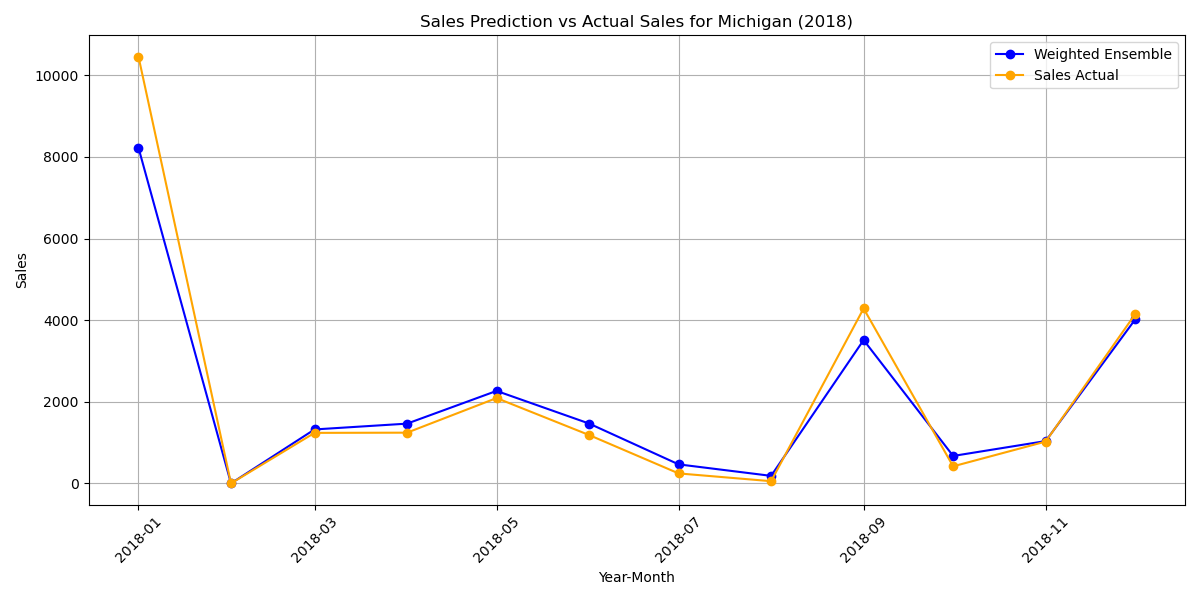 Sales Prediction vs Actual Sales for Michigan (2018)
Weighted Ensemble
Sales Actual
10000
8000
6000
4000
2000
0
Sales
2018-01
2018-03
2018-05
2018-07
2018-09
2018-11
Year-Month